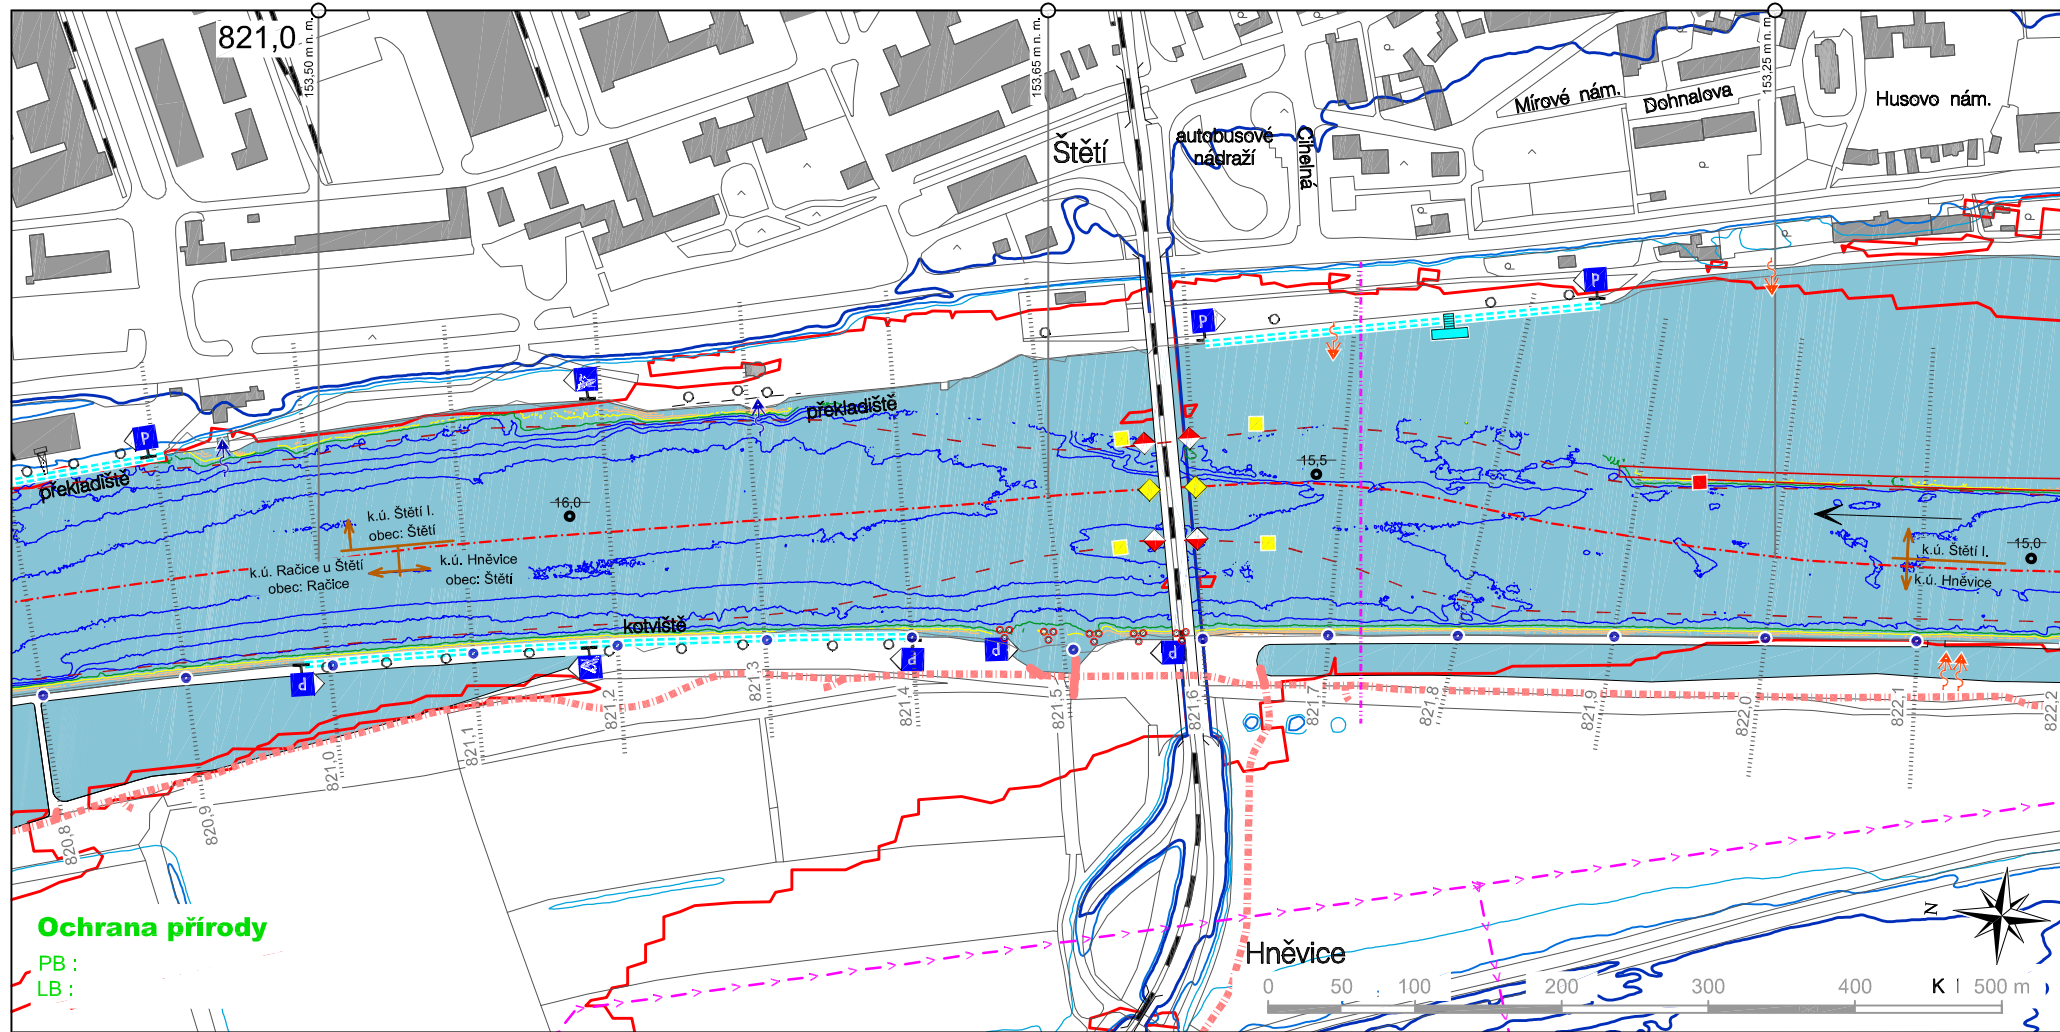 821,0
153,50 m n. m.
153,65 m n. m.
153,25 m n. m.
Štětí
autobusové
nádraží
Cihelná
Mírové nám.
Dohnalova
Husovo nám.
P
P
P
překladiště
překladiště
16,0
15,5
15,0
k.ú. Štětí I.
obec: Štětí
k.ú. Račice u Štětí
obec: Račice
k.ú. Hněvice
obec: Štětí
k.ú. Štětí I.
k.ú. Hněvice
kotviště
820,8
820,9
821,0
821,1
821,2
821,3
821,4
821,5
821,6
821,7
821,8
821,9
822,0
822,1
822,2
Ochrana přírody
PB :
LB :
Hněvice
N
0 50 100 200 300 400 500 m
K